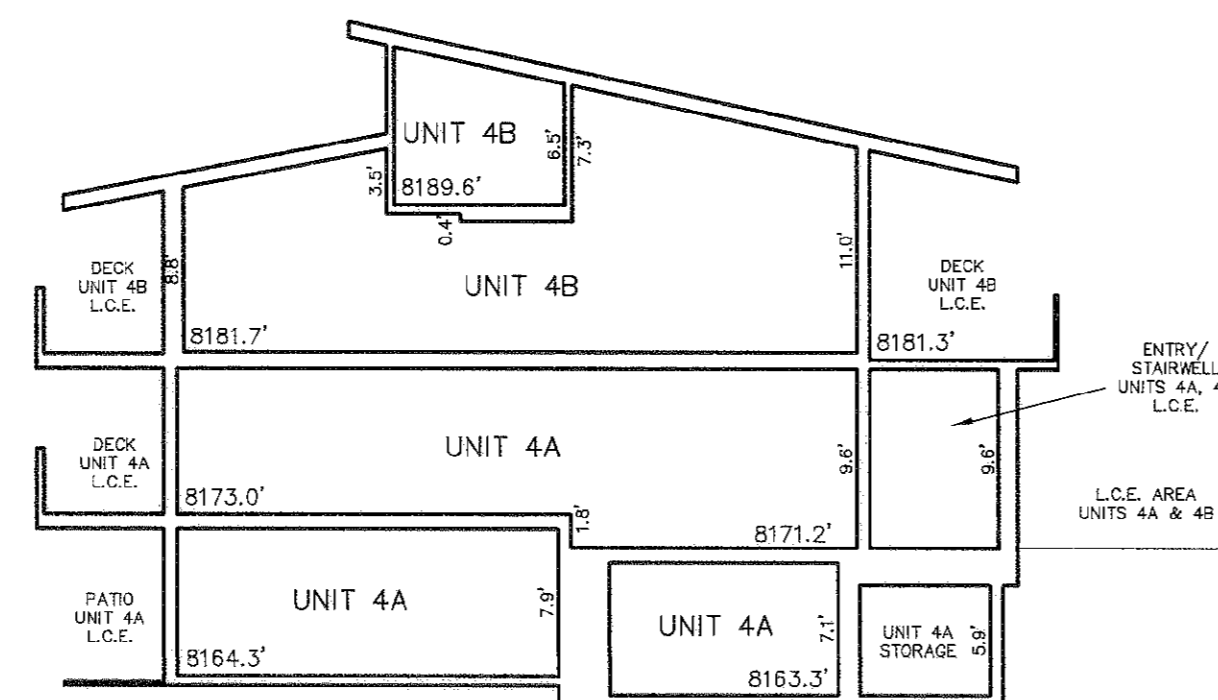 UNIT 4B
6.5'
7.3'
3.5'
8189.6'
0.4'
DECK
UNIT 4B
L.C.E.
8.8'
UNIT 4B
11.0'
DECK
UNIT 4B
L.C.E.
8181.7'
8181.3'
ENTRY/
STAIRWELL
UNITS 4A, 4
L.C.E.
DECK
UNIT 4A
L.C.E.
UNIT 4A
9.6'
9.6'
8173.0'
1.8'
8171.2'
L.C.E. AREA
UNITS 4A & 4B
PATIO
UNIT 4A
L.C.E.
UNIT 4A
7.9'
8164.3'
UNIT 4A
7.1'
8163.3'
UNIT 4A
STORAGE
5.9'